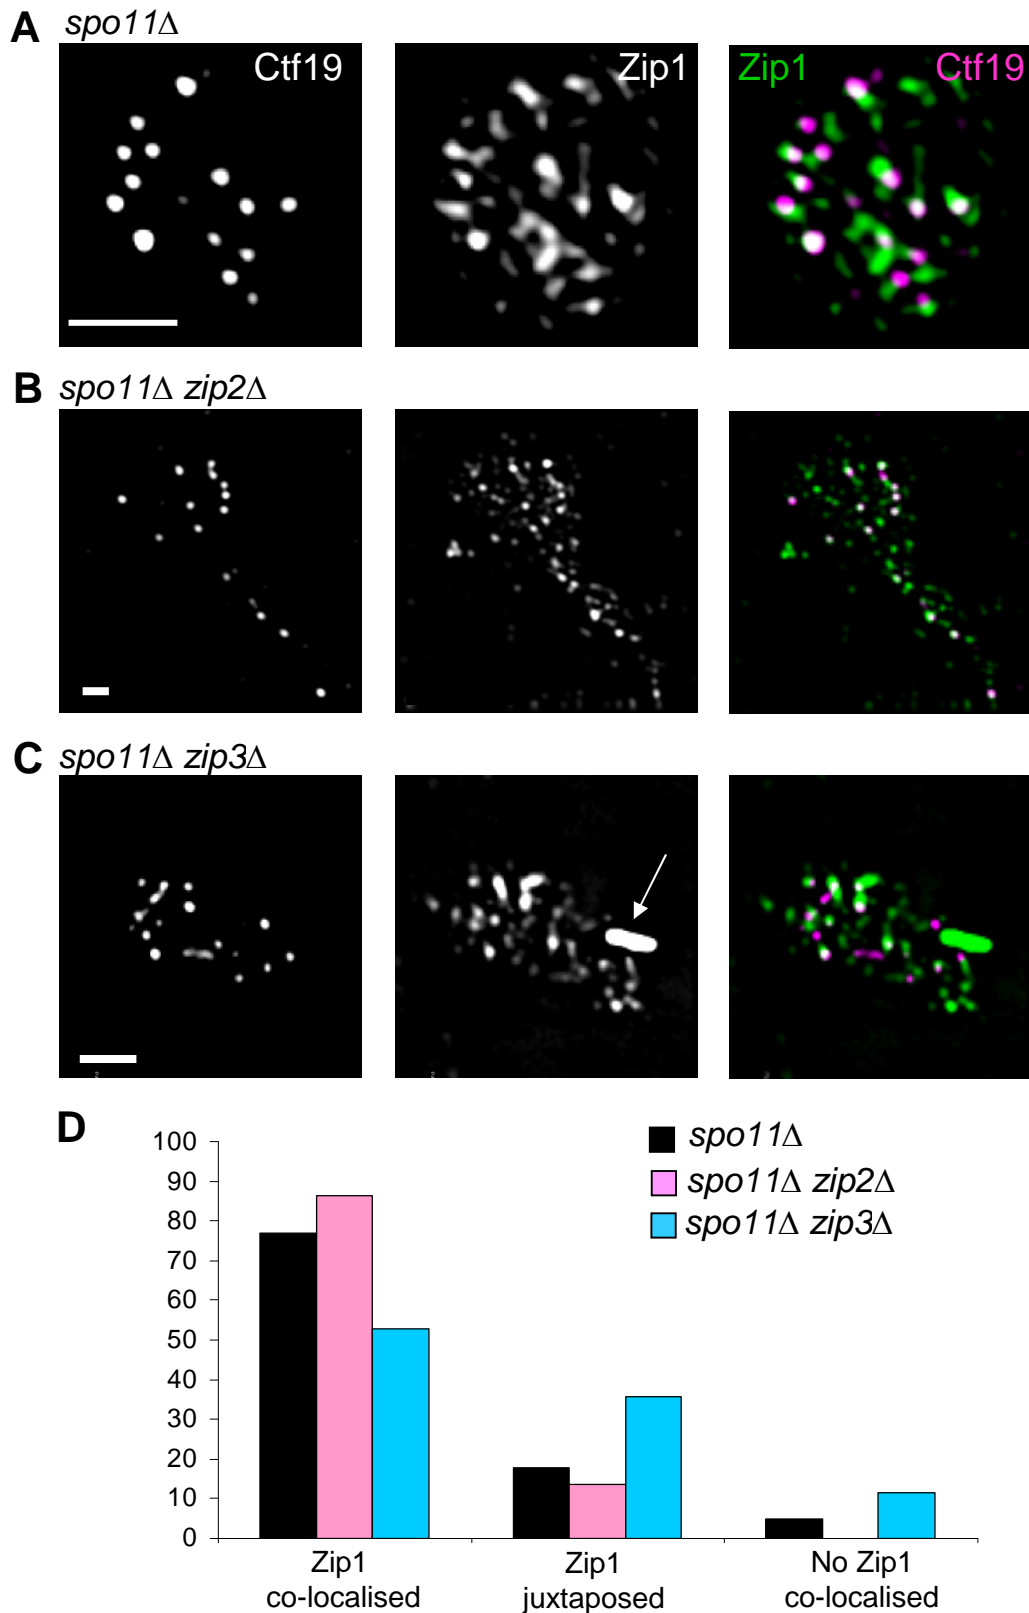 A spo11Δ
Ctf19
Zip1
Zip1 Ctf19
B spo11Δ zip2Δ
C spo11Δ zip3Δ
D
100
90
80
70
60
50
40
30
20
10
0
spo11Δ
spo11Δ zip2Δ
spo11Δ zip3Δ
Zip1
co-localised
Zip1
juxtaposed
No Zip1
co-localised